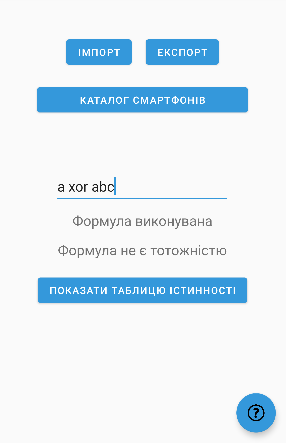 ІМПОРТ ЕКСПОРТ
КАТАЛОГ СМАРТФОНІВ
a xor abc
Формула виконувана
Формула не є тотожністю
ПОКАЗАТИ ТАБЛИЦЮ ІСТИННОСТІ
?